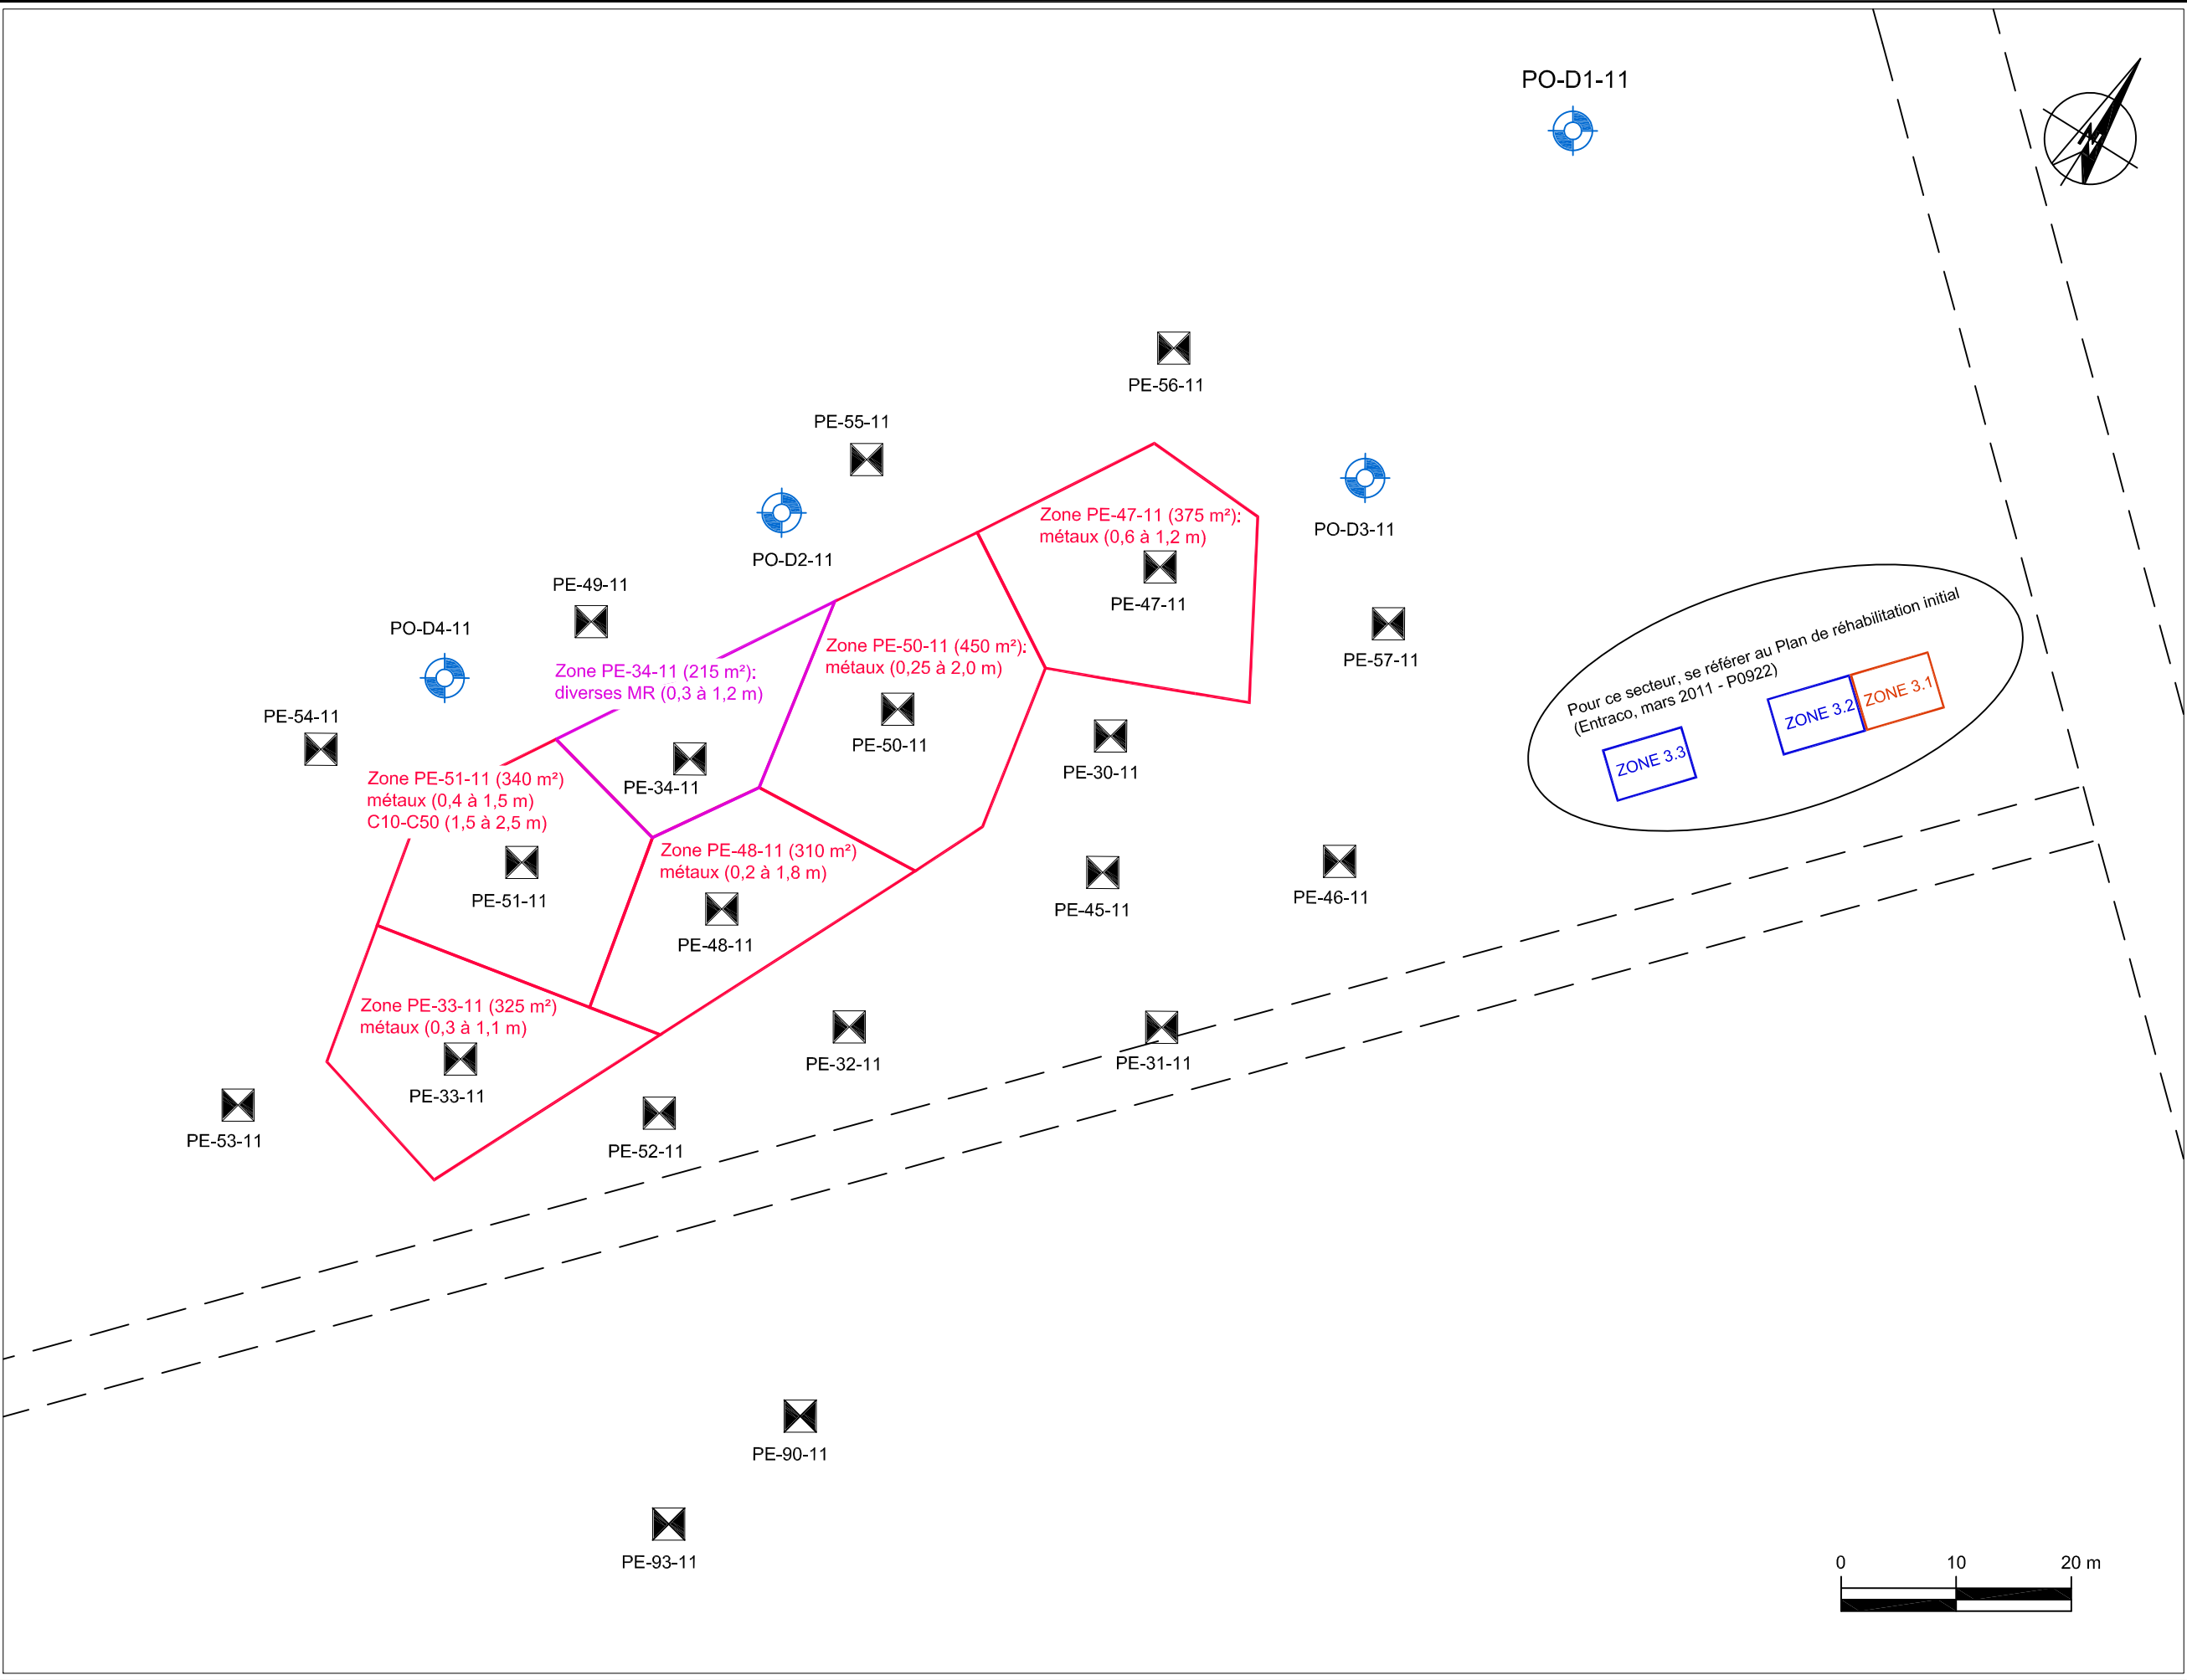 PO-D1-11
N
PE-56-11
PE-55-11
Zone PE-47-11 (375 m²):
métaux (0,6 à 1,2 m)
PO-D3-11
PO-D2-11
PE-49-11
PE-47-11
PO-D4-11
Zone PE-50-11 (450 m²):
métaux (0,25 à 2,0 m)
PE-57-11
Pour ce secteur, se référer au Plan de réhabilitation initial
(Entraco, mars 2011 - P0922)
ZONE 3.1
ZONE 3.2
ZONE 3.3
Zone PE-34-11 (215 m²):
diverses MR (0,3 à 1,2 m)
PE-54-11
PE-50-11
PE-30-11
PE-34-11
Zone PE-51-11 (340 m²)
métaux (0,4 à 1,5 m)
C10-C50 (1,5 à 2,5 m)
Zone PE-48-11 (310 m²)
métaux (0,2 à 1,8 m)
PE-51-11
PE-45-11
PE-46-11
PE-48-11
Zone PE-33-11 (325 m²)
métaux (0,3 à 1,1 m)
PE-32-11
PE-31-11
PE-33-11
PE-53-11
PE-52-11
PE-90-11
PE-93-11
0 10 20 m